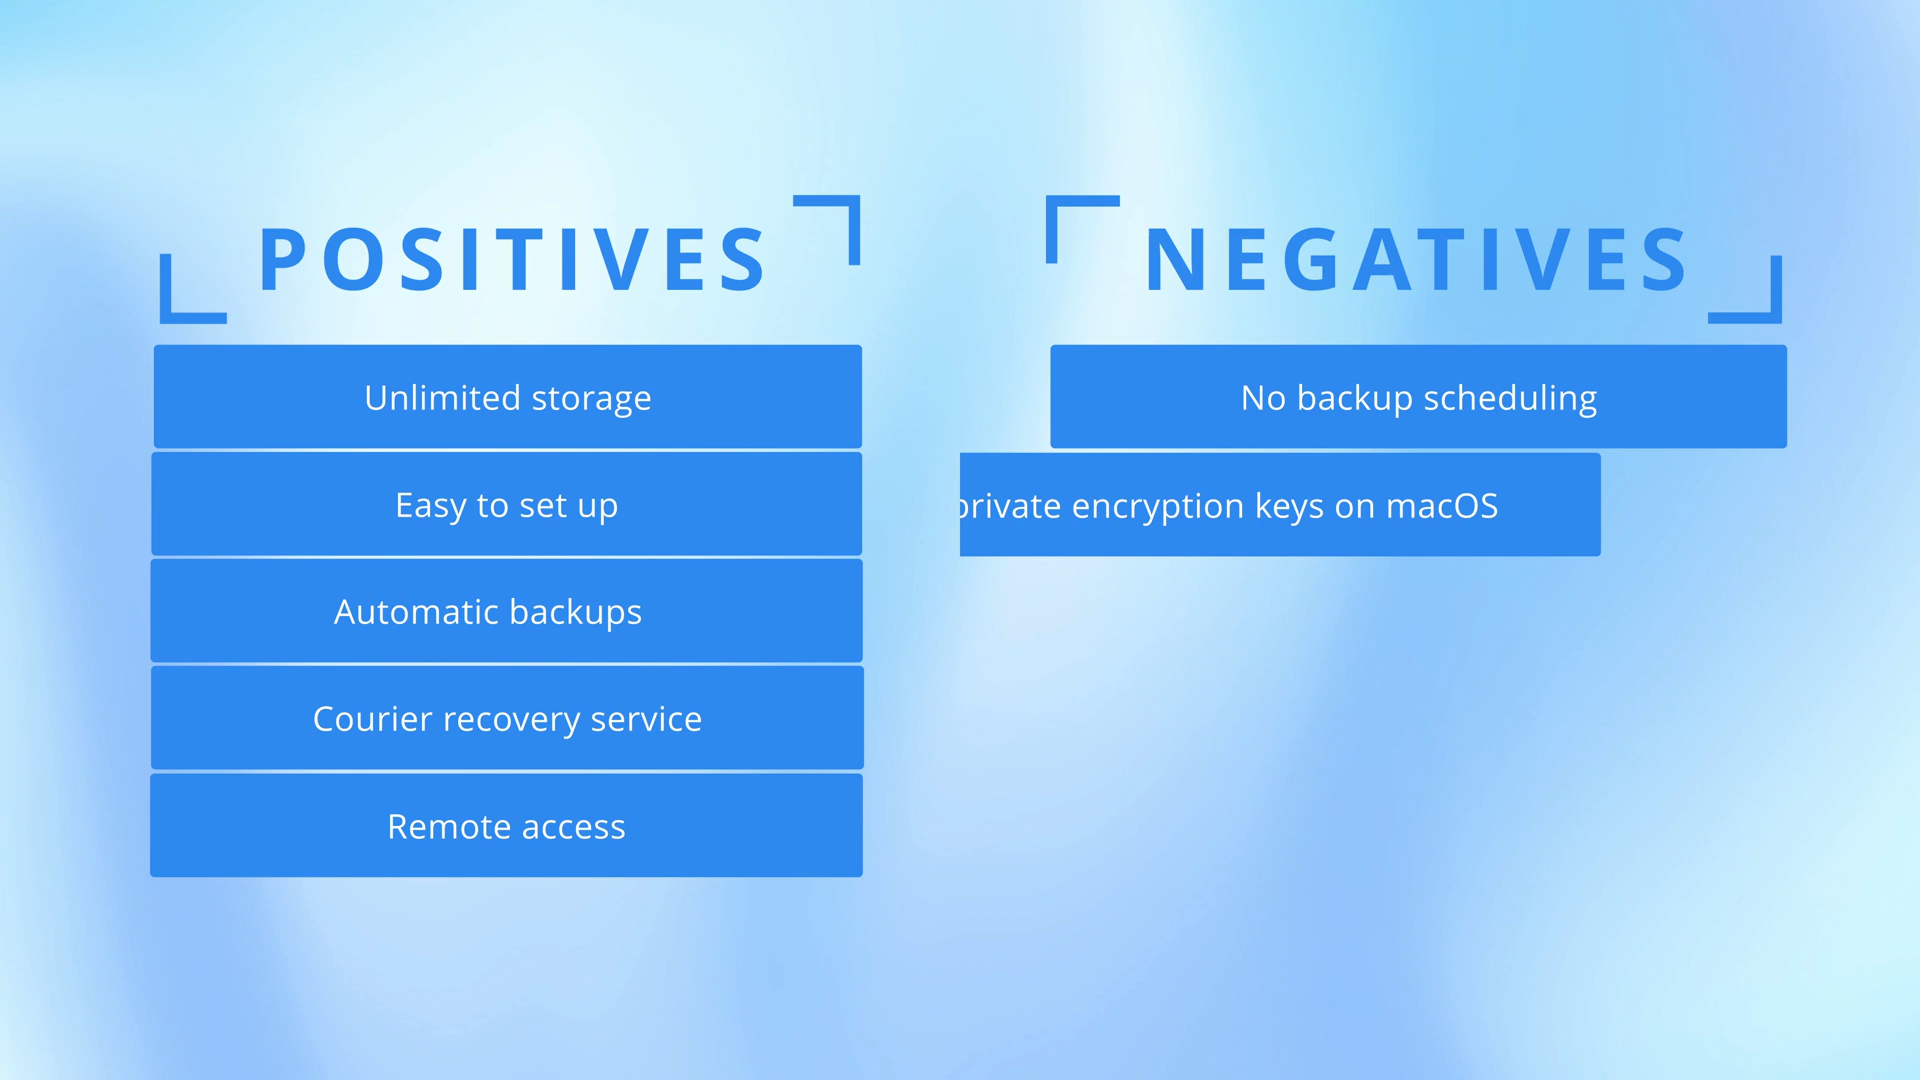 POSITIVES
Unlimited storage
Easy to set up
Automatic backups
Courier recovery service
Remote access
NEGATIVES
No backup scheduling
private encryption keys on macOS